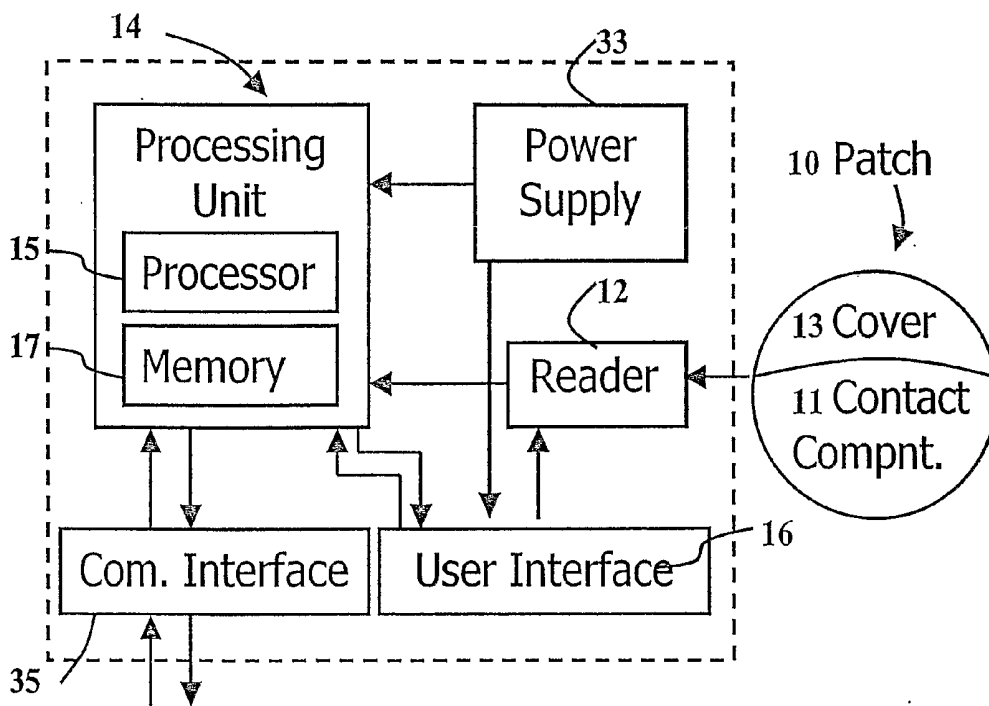 14
33
Processing
Unit
Power
Supply
10 Patch
15
Processor
12
13 Cover
17
Memory
Reader
11 Contact
Compnt.
16
Com. Interface
User Interface
35